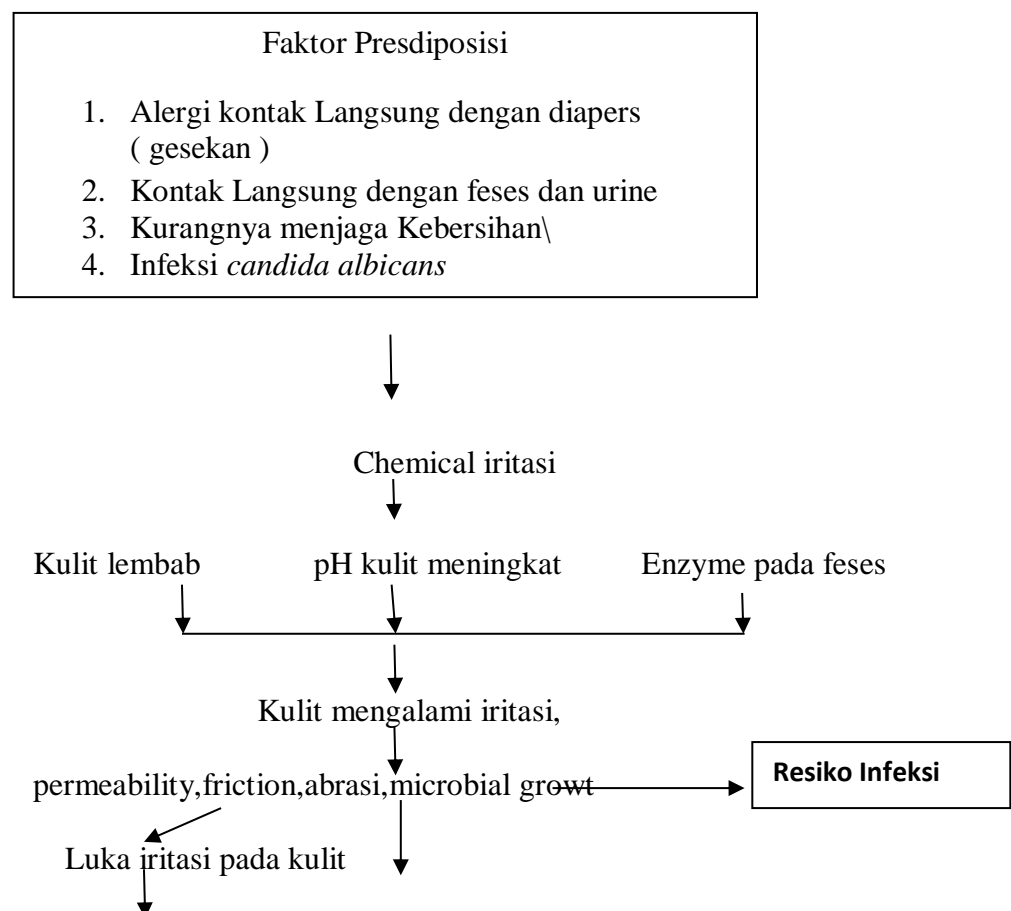 Faktor Presdiposisi
1. Alergi kontak Langsung dengan diapers
( gesekan )
2. Kontak Langsung dengan feses dan urine
3. Kurangnya menjaga Kebersihan\
4. Infeksi candida albicans
Chemical iritasi
Kulit lembab pH kulit meningkat Enzyme pada feses
Kulit mengalami iritasi,
permeability,friction,abrasi,microbial growt
Resiko Infeksi
Luka iritasi pada kulit